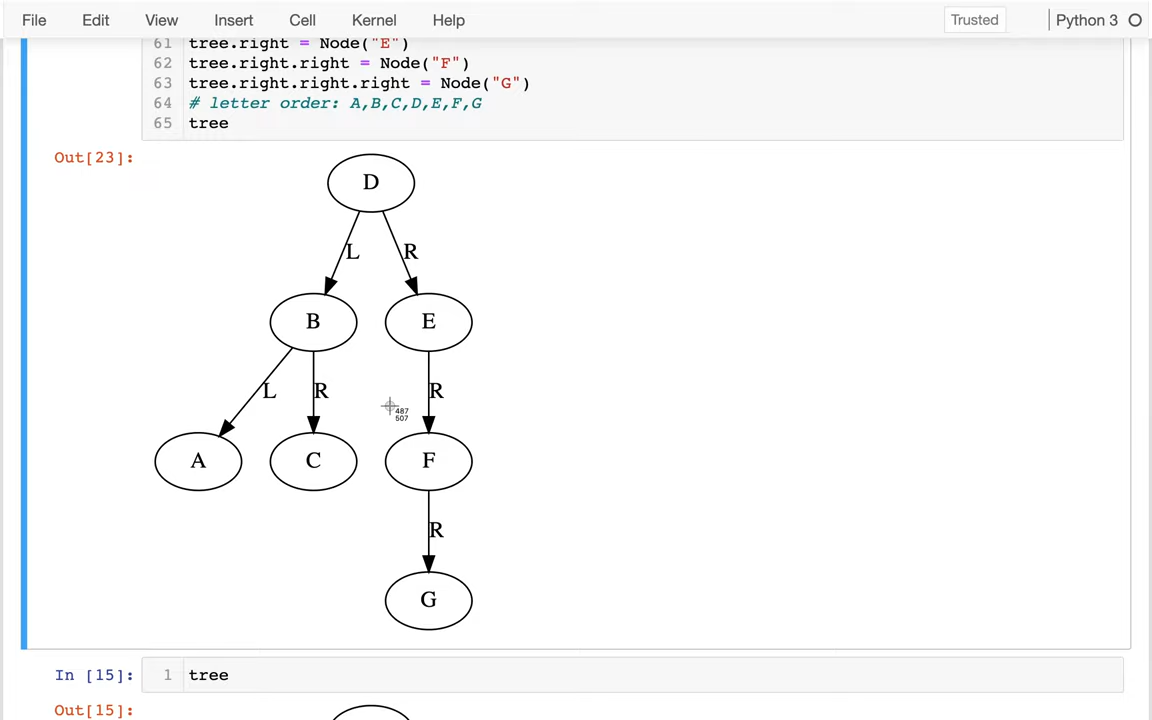 File Edit View Insert Cell Kernel Help Trusted Python 3
61 tree.right = Node("E")
62 tree.right.right = Node("F")
63 tree.right.right.right = Node("G")
64 # letter order: A,B,C,D,E,F,G
65 tree
Out[23]:
D
L R
B E
L R R
487
507
A C F
R
G
In [15]: 1 tree
Out[15]: